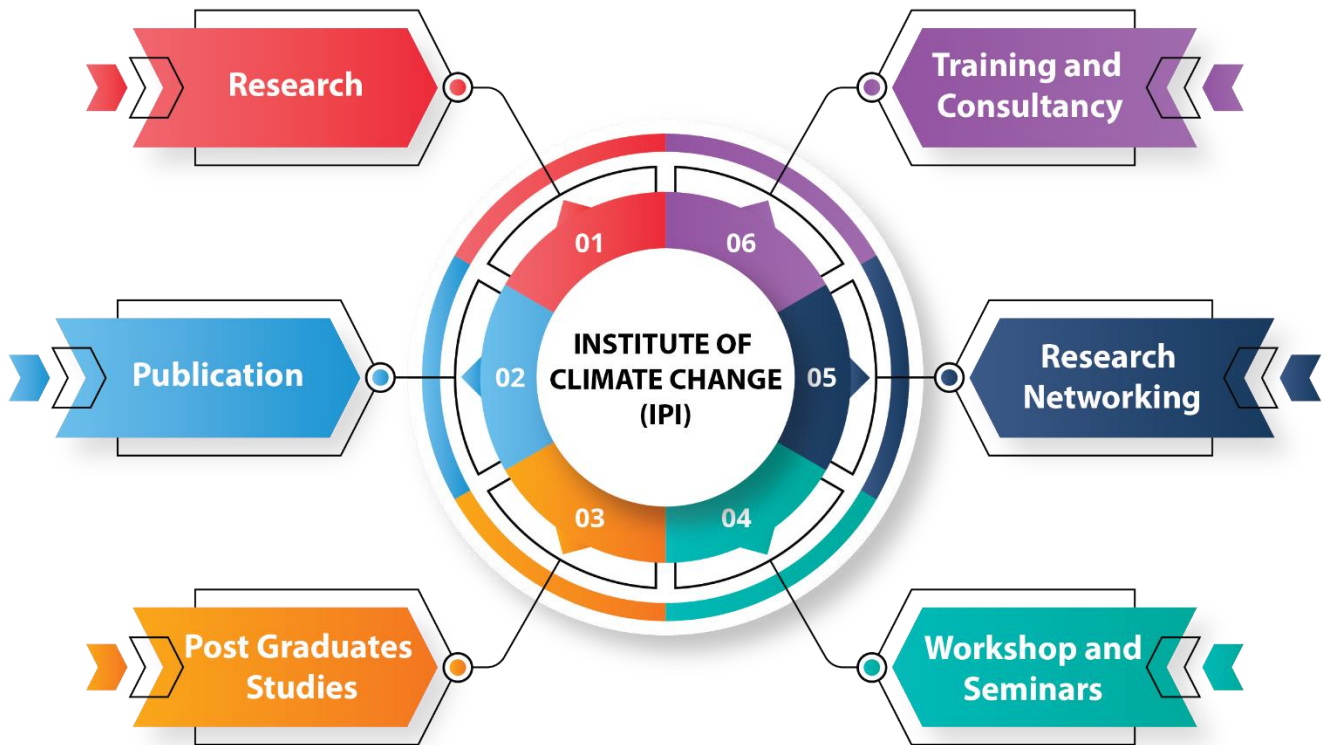 Research
Training and
Consultancy
01
06
Publication
02
INSTITUTE OF
CLIMATE CHANGE
(IPI)
05
Research
Networking
03
04
Post Graduates
Studies
Workshop and
Seminars